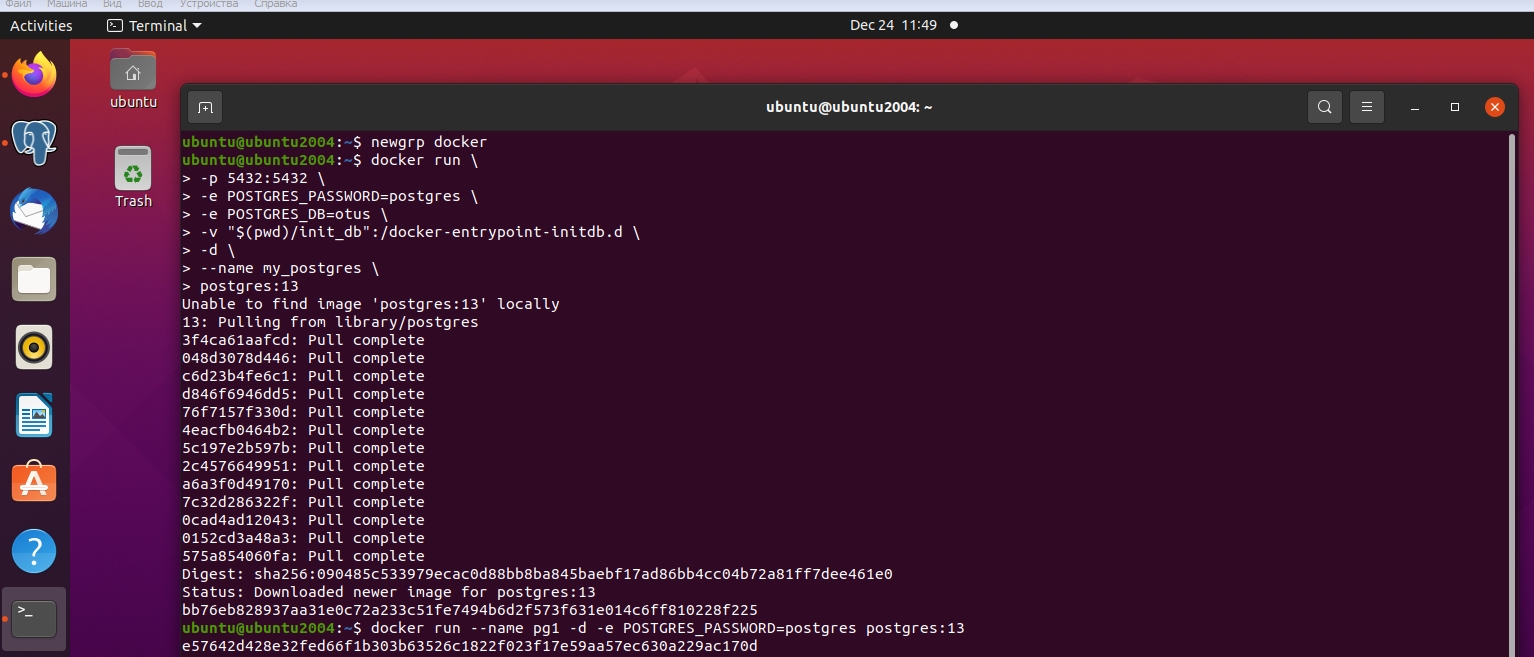 Файл Машина Вид Ввод Устройства Справка
Activities Terminal Dec 24 11:49
ubuntu
Trash
ubuntu@ubuntu2004: ~
ubuntu@ubuntu2004:~$ newgrp docker
ubuntu@ubuntu2004:~$ docker run \
> -p 5432:5432 \
> -e POSTGRES_PASSWORD=postgres \
> -e POSTGRES_DB=otus \
> -v "$(pwd)/init_db":/docker-entrypoint-initdb.d \
> -d \
> --name my_postgres \
> postgres:13
Unable to find image 'postgres:13' locally
13: Pulling from library/postgres
3f4ca61aafcd: Pull complete
048d3078d446: Pull complete
c6d23b4fe6c1: Pull complete
d846f6946dd5: Pull complete
76f7157f330d: Pull complete
4eacfb0464b2: Pull complete
5c197e2b597b: Pull complete
2c4576649951: Pull complete
a6a3f0d49170: Pull complete
7c32d286322f: Pull complete
0cad4ad12043: Pull complete
0152cd3a48a3: Pull complete
575a854060fa: Pull complete
Digest: sha256:090485c533979ecac0d88bb8ba845baebf17ad86bb4cc04b72a81ff7dee461e0
Status: Downloaded newer image for postgres:13
bb76eb828937aa31e0c72a233c51fe7494b6d2f573f631e014c6ff810228f225
ubuntu@ubuntu2004:~$ docker run --name pg1 -d -e POSTGRES_PASSWORD=postgres postgres:13
e57642d428e32fed66f1b303b63526c1822f023f17e59aa57ec630a229ac170d